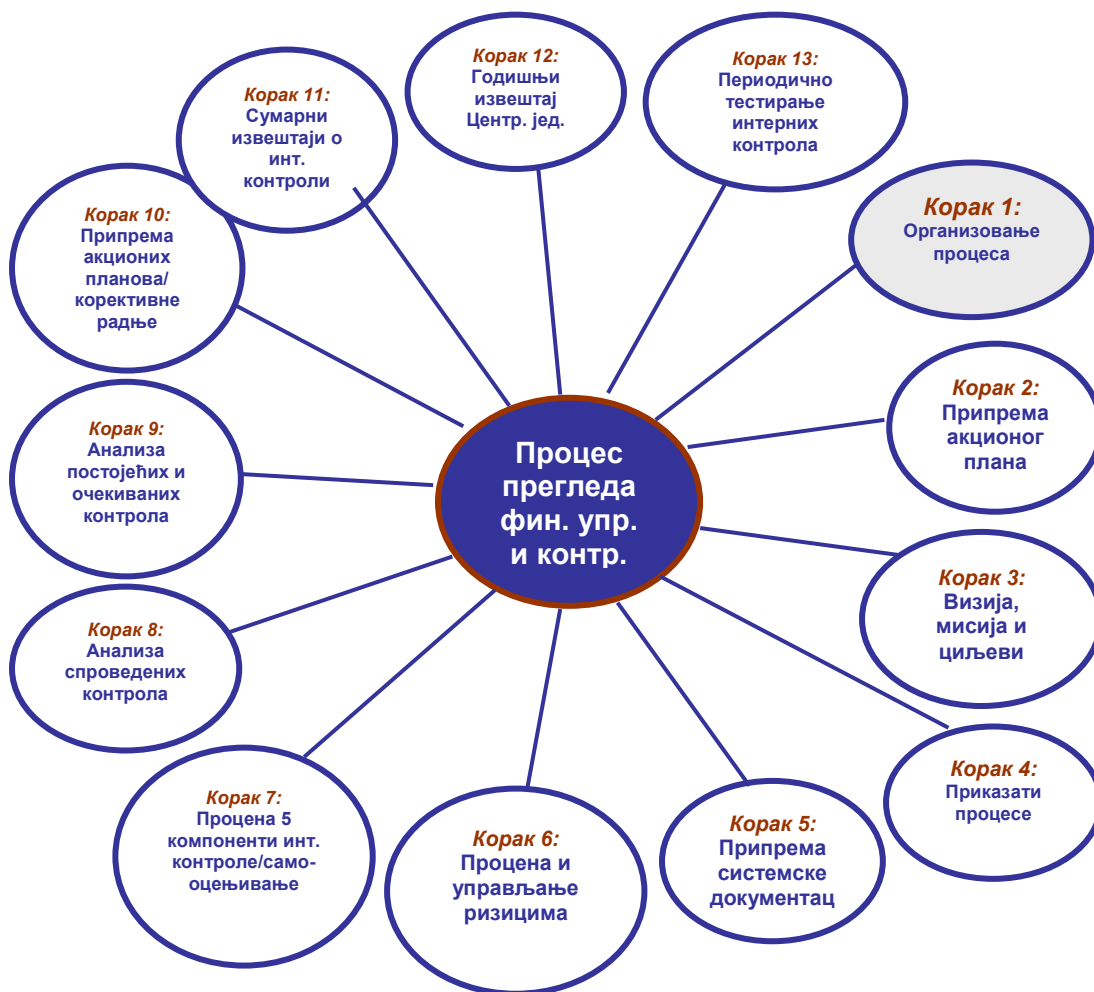 Процес
прегледа
фин. упр.
и контр.
Корак 1:
Организовање
процеса
Корак 2:
Припрема
акционог
плана
Корак 3:
Визија,
мисија и
циљеви
Корак 4:
Приказати
процесе
Корак 5:
Припрема
системске
документац
Корак 6:
Процена и
управљање
ризицима
Корак 7:
Процена 5
компоненти инт.
контроле/само-
оцењивање
Корак 8:
Анализа
спроведених
контрола
Корак 9:
Анализа
постојећих и
очекиваних
контрола
Корак 10:
Припрема
акционих
планова/
корективне
радње
Корак 11:
Сумарни
извештаји о
инт.
контроли
Корак 12:
Годишњи
извештај
Центр. јед.
Корак 13:
Периодично
тестирање
интерних
контрола